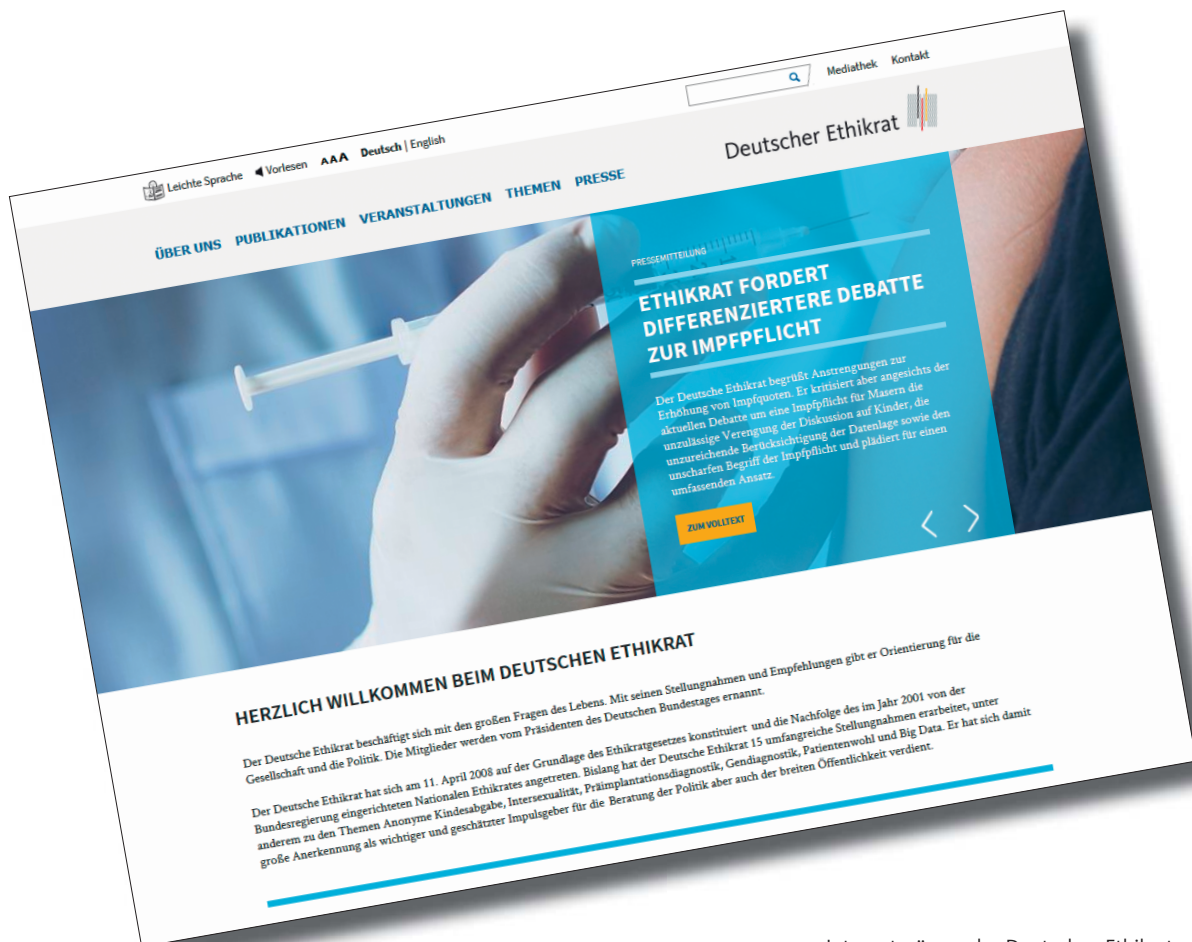 Mediathek Kontakt
Leichte Sprache Vorlesen AAA Deutsch | English
Deutscher Ethikrat
ÜBER UNS PUBLIKATIONEN VERANSTALTUNGEN THEMEN PRESSE
PRESSEMITTEILUNG
ETHIKRAT FORDERT
DIFFERENZIERTERE DEBATTE
ZUR IMPFPFLICHT
Der Deutsche Ethikrat begrüßt Anstrengungen zur
Erhöhung von Impfquoten. Er kritisiert aber angesichts der
aktuellen Debatte um eine Impfpflicht für Masern die
unzulässige Verengung der Diskussion auf Kinder, die
unzureichende Berücksichtigung der Datenlage sowie den
unscharfen Begriff der Impfpflicht und plädiert für einen
umfassenden Ansatz.
ZUM VOLLTEXT
HERZLICH WILLKOMMEN BEIM DEUTSCHEN ETHIKRAT
Der Deutsche Ethikrat beschäftigt sich mit den großen Fragen des Lebens. Mit seinen Stellungnahmen und Empfehlungen gibt er Orientierung für die
Gesellschaft und die Politik. Die Mitglieder werden vom Präsidenten des Deutschen Bundestages ernannt.
Der Deutsche Ethikrat hat sich am 11. April 2008 auf der Grundlage des Ethikratgesetzes konstituiert und die Nachfolge des im Jahr 2001 von der
Bundesregierung eingerichteten Nationalen Ethikrates angetreten. Bislang hat der Deutsche Ethikrat 15 umfangreiche Stellungnahmen erarbeitet, unter
anderem zu den Themen Anonyme Kindesabgabe, Intersexualität, Präimplantationsdiagnostik, Gendiagnostik, Patientenwohl und Big Data. Er hat sich damit
große Anerkennung als wichtiger und geschätzter Impulsgeber für die Beratung der Politik aber auch der breiten Öffentlichkeit verdient.